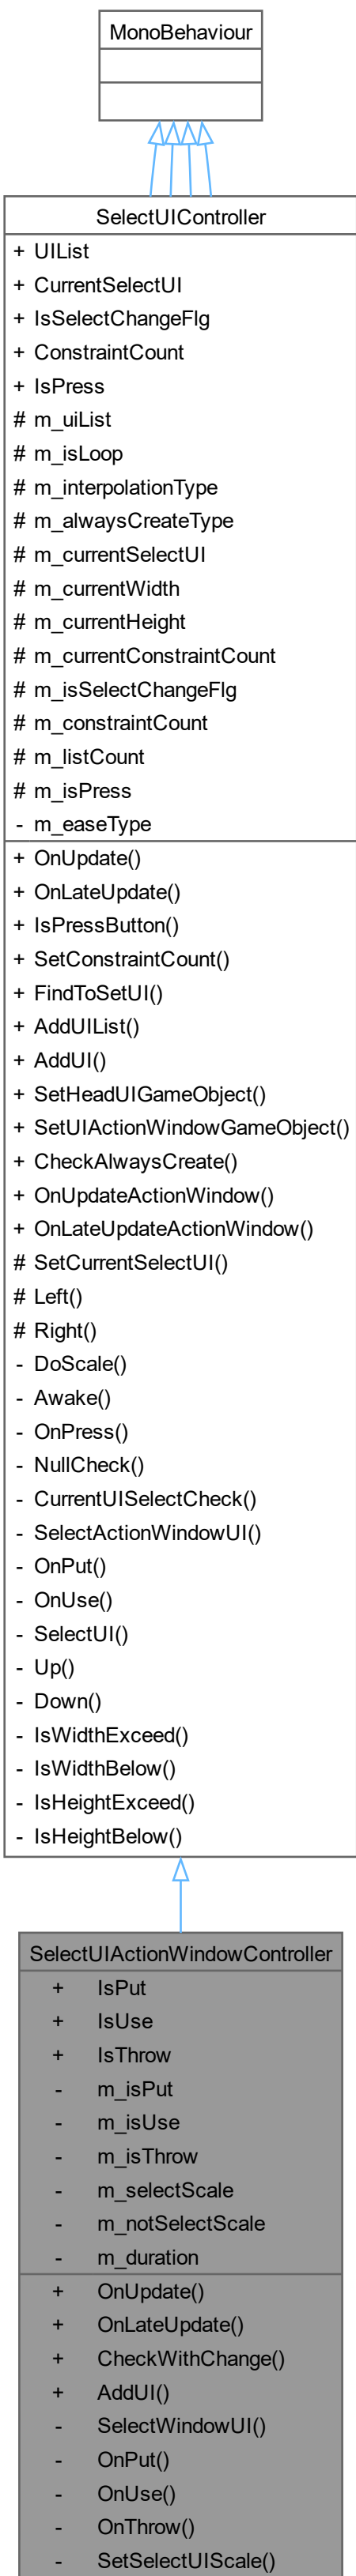 MonoBehaviour
SelectUIController
+ UIList
+ CurrentSelectUI
+ IsSelectChangeFlg
+ ConstraintCount
+ IsPress
# m_uiList
# m_isLoop
# m_interpolationType
# m_alwaysCreateType
# m_currentSelectUI
# m_currentWidth
# m_currentHeight
# m_currentConstraintCount
# m_isSelectChangeFlg
# m_constraintCount
# m_listCount
# m_isPress
- m_easeType
+ OnUpdate()
+ OnLateUpdate()
+ IsPressButton()
+ SetConstraintCount()
+ FindToSetUI()
+ AddUIList()
+ AddUI()
+ SetHeadUIGameObject()
+ SetUIActionWindowGameObject()
+ CheckAlwaysCreate()
+ OnUpdateActionWindow()
+ OnLateUpdateActionWindow()
# SetCurrentSelectUI()
# Left()
# Right()
- DoScale()
- Awake()
- OnPress()
- NullCheck()
- CurrentUISelectCheck()
- SelectActionWindowUI()
- OnPut()
- OnUse()
- SelectUI()
- Up()
- Down()
- IsWidthExceed()
- IsWidthBelow()
- IsHeightExceed()
- IsHeightBelow()
SelectUIActionWindowController
+ IsPut
+ IsUse
+ IsThrow
- m_isPut
- m_isUse
- m_isThrow
- m_selectScale
- m_notSelectScale
- m_duration
+ OnUpdate()
+ OnLateUpdate()
+ CheckWithChange()
+ AddUI()
- SelectWindowUI()
- OnPut()
- OnUse()
- OnThrow()
- SetSelectUIScale()